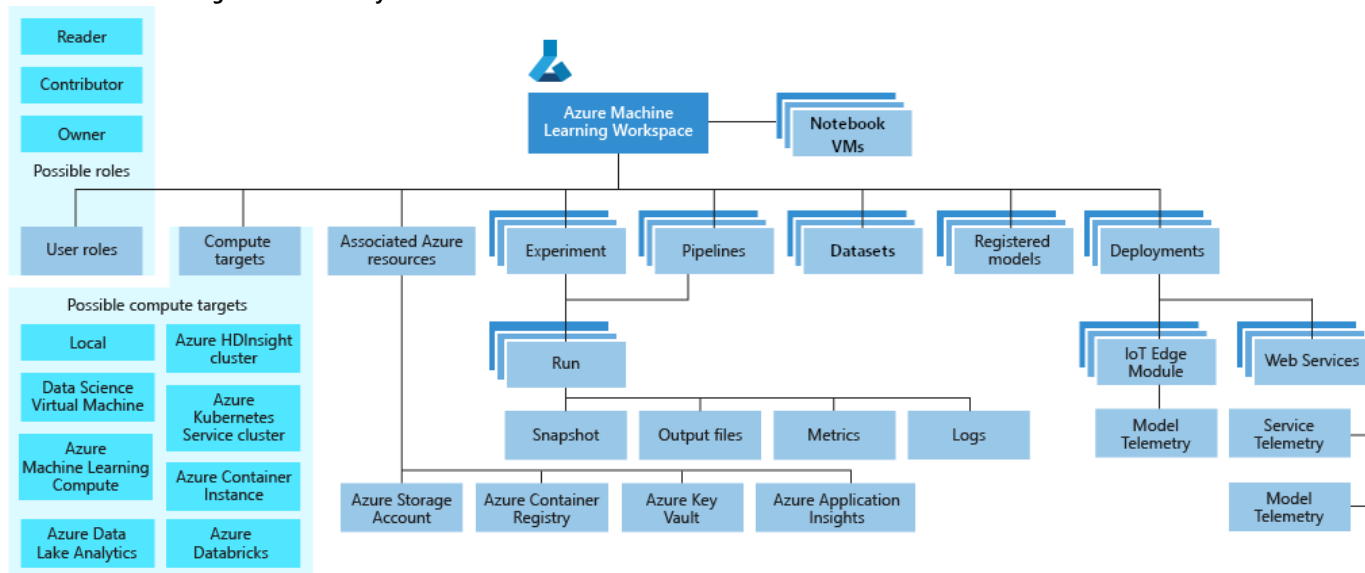 Reader
Contributor
Owner
Possible roles
User roles
Azure Machine
Learning Workspace
Notebook
VMs
Compute
targets
Associated Azure
resources
Experiment
Pipelines
Datasets
Registered
models
Deployments
Possible compute targets
Local
Azure HDInsight
cluster
Data Science
Virtual Machine
Azure
Kubernetes
Service cluster
Azure
Machine Learning
Compute
Azure Container
Instance
Azure Data
Lake Analytics
Azure
Databricks
Run
IoT Edge
Module
Web Services
Snapshot
Output files
Metrics
Logs
Model
Telemetry
Service
Telemetry
Azure Storage
Account
Azure Container
Registry
Azure Key
Vault
Azure Application
Insights
Model
Telemetry